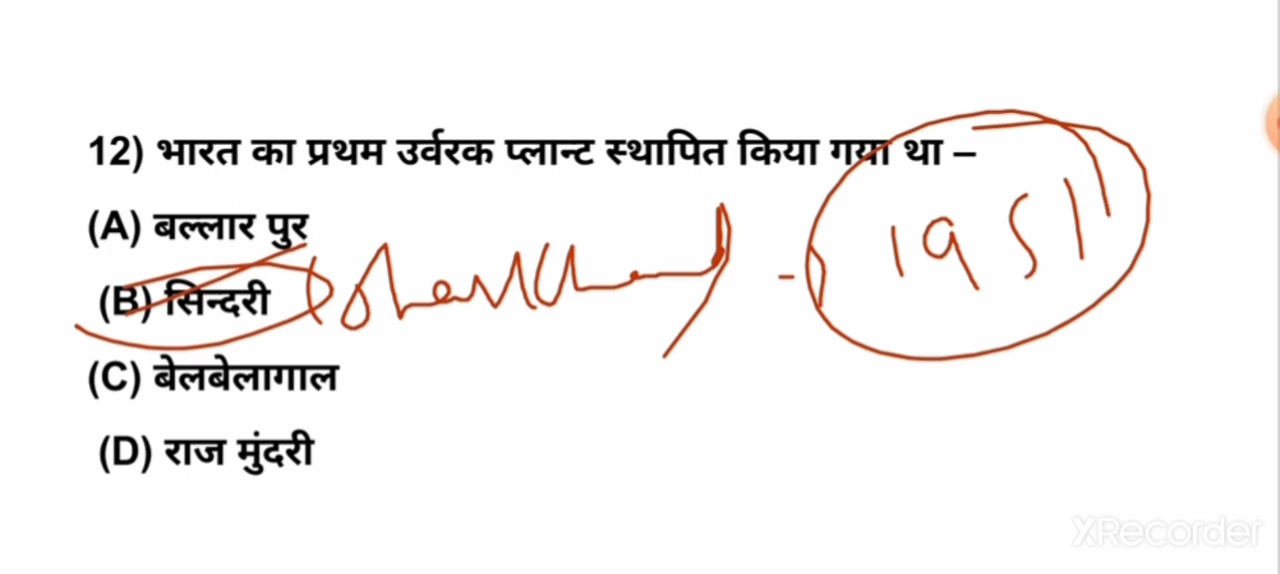 12) भारत का प्रथम उर्वरक प्लान्ट स्थापित किया गया था –
(A) बल्लार पुर
(B) सिन्दरी
- 1951
(C) बेलबेलागाल
(D) राज मुंदरी
XRecorder